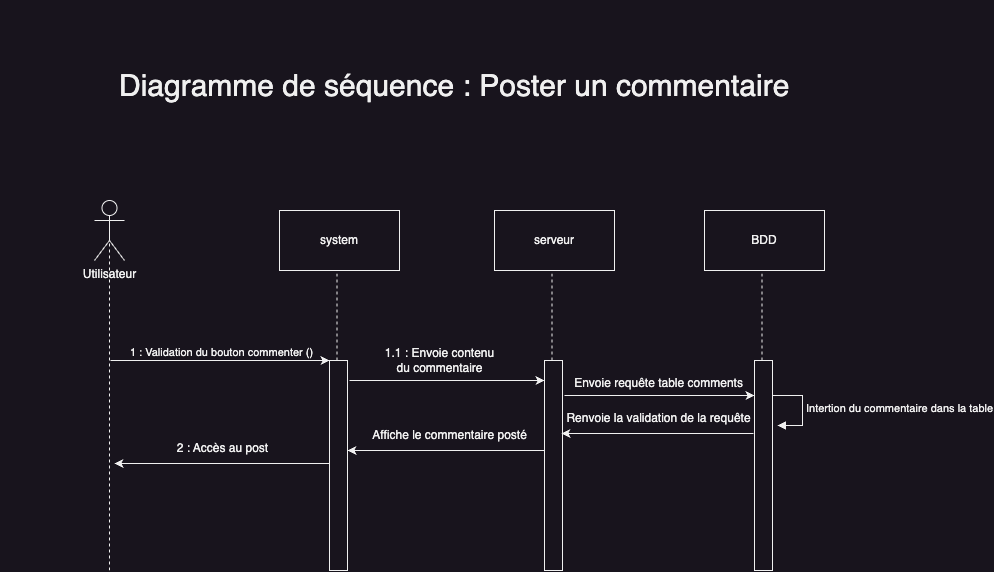 Diagramme de séquence : Poster un commentaire
Utilisateur
system
serveur
BDD
1 : Validation du bouton commenter ()
1.1 : Envoie contenu
du commentaire
Envoie requête table comments
Intertion du commentaire dans la table
Renvoie la validation de la requête
Affiche le commentaire posté
2 : Accès au post